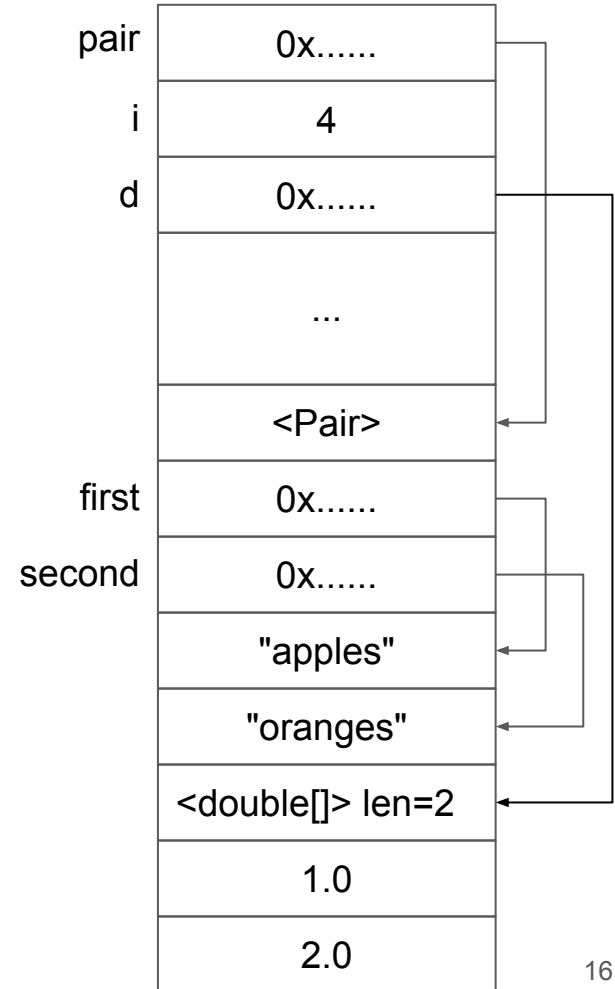 pair 0x......
i 4
d 0x......
...
<Pair>
first 0x......
second 0x......
"apples"
"oranges"
<double[]> len=2
1.0
2.0
16